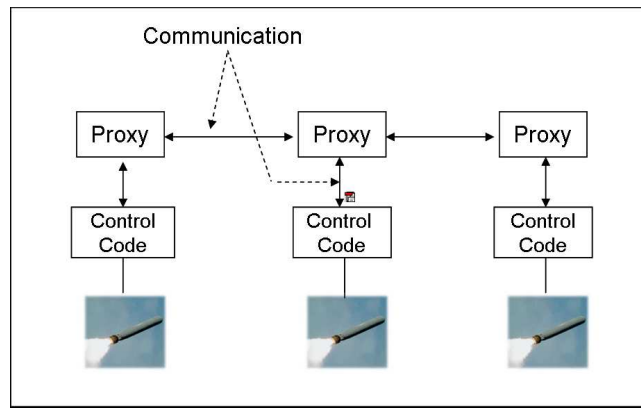 Communication
Proxy
Proxy
Proxy
Control
Code
Control
Code
Control
Code